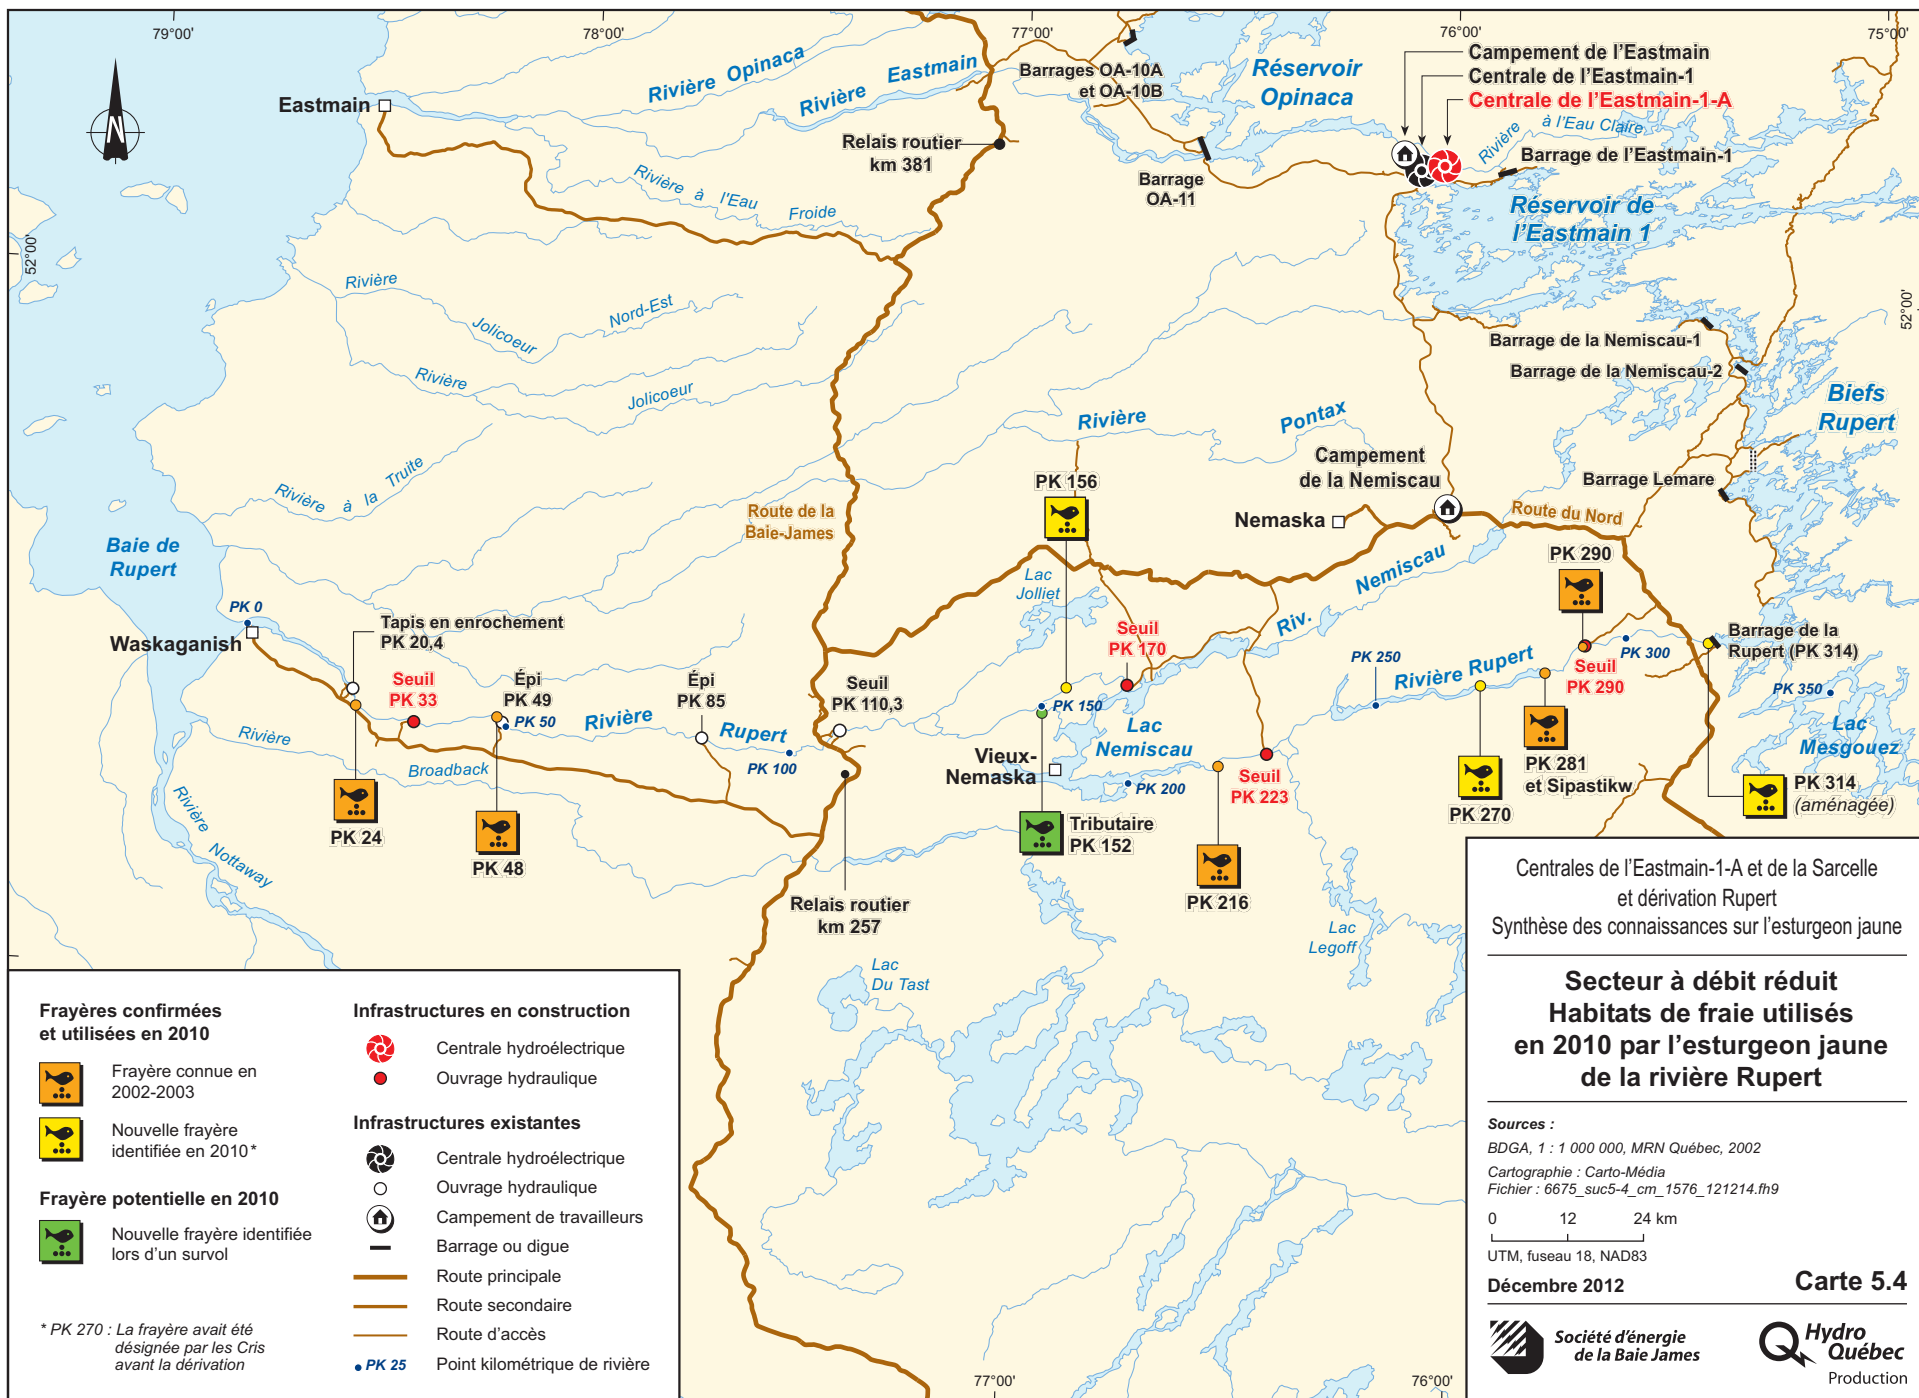 79°00'
78°00'
77°00'
76°00'
75°00'
52°00'
52°00'
77°00'
76°00'
N
Eastmain
Rivière Opinaca
Rivière Eastmain
Barrages OA-10A
et OA-10B
Réservoir
Opinaca
Campement de l'Eastmain
Centrale de l'Eastmain-1
Centrale de l'Eastmain-1-A
Rivière à l'Eau Claire
Barrage de l'Eastmain-1
Relais routier
km 381
Barrage
OA-11
Réservoir de
l'Eastmain 1
Rivière à l'Eau Froide
Rivière Jolicoeur Nord-Est
Rivière Jolicoeur
Barrage de la Nemiscau-1
Barrage de la Nemiscau-2
Biefs
Rupert
Rivière Pontax
Campement
de la Nemiscau
Rivière à la Truite
PK 156
Barrage Lemare
Route de la
Baie-James
Nemaska
Route du Nord
Baie de
Rupert
PK 290
Lac
Jolliet
Riv. Nemiscau
PK 0
Waskaganish
Tapis en enrochement
PK 20,4
Seuil
PK 170
Barrage de la
Rupert (PK 314)
PK 300
PK 250
Rivière Rupert
Seuil
PK 290
Seuil
PK 33
Épi
PK 49
Épi
PK 85
Seuil
PK 110,3
PK 350
PK 50
Rivière Rupert
PK 150
Lac
Nemiscau
Lac
Mesgouez
Rivière Broadback
PK 100
Vieux-
Nemaska
PK 200
Seuil
PK 223
PK 281
et Sipastikw
PK 314
(aménagée)
PK 24
PK 48
Tributaire
PK 152
PK 270
Rivière Nottaway
PK 216
Relais routier
km 257
Lac
Legoff
Lac
Du Tast
Frayères confirmées
et utilisées en 2010
Frayère connue en
2002-2003
Nouvelle frayère
identifiée en 2010*
Frayère potentielle en 2010
Nouvelle frayère identifiée
lors d'un survol
* PK 270 : La frayère avait été
désignée par les Cris
avant la dérivation
Infrastructures en construction
Centrale hydroélectrique
Ouvrage hydraulique
Infrastructures existantes
Centrale hydroélectrique
Ouvrage hydraulique
Campement de travailleurs
Barrage ou digue
Route principale
Route secondaire
Route d'accès
PK 25 Point kilométrique de rivière
Centrales de l'Eastmain-1-A et de la Sarcelle
et dérivation Rupert
Synthèse des connaissances sur l'esturgeon jaune
Secteur à débit réduit
Habitats de fraie utilisés
en 2010 par l'esturgeon jaune
de la rivière Rupert
Sources :
BDGA, 1 : 1 000 000, MRN Québec, 2002
Cartographie : Carto-Média
Fichier : 6675_suc5-4_cm_1576_121214.fh9
0 12 24 km
UTM, fuseau 18, NAD83
Décembre 2012
Carte 5.4
Société d'énergie
de la Baie James
Hydro
Québec
Production